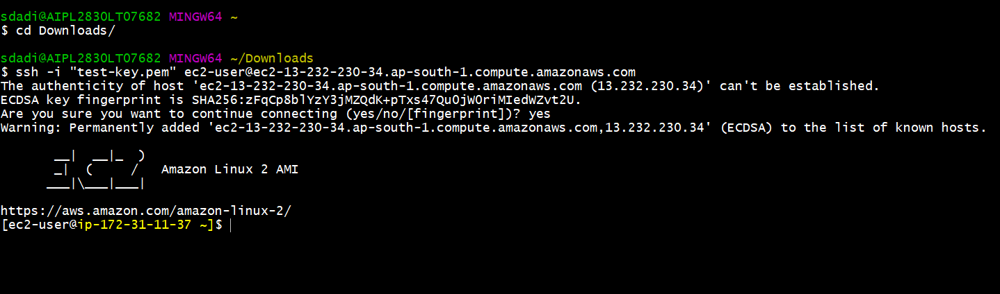 sdadi@AIPL2830LT07682 MINGW64 ~
$ cd Downloads/
sdadi@AIPL2830LT07682 MINGW64 ~/Downloads
$ ssh -i "test-key.pem" ec2-user@ec2-13-232-230-34.ap-south-1.compute.amazonaws.com
The authenticity of host 'ec2-13-232-230-34.ap-south-1.compute.amazonaws.com (13.232.230.34)' can't be established.
ECDSA key fingerprint is SHA256:zFqCp8blYzY3jMZQdK+pTxs47Qu0jW0riMIedWZvt2U.
Are you sure you want to continue connecting (yes/no/[fingerprint])? yes
Warning: Permanently added 'ec2-13-232-230-34.ap-south-1.compute.amazonaws.com,13.232.230.34' (ECDSA) to the list of known hosts.
       __|  __|_  )
       _|  (     /   Amazon Linux 2 AMI
      ___|\___|___|
https://aws.amazon.com/amazon-linux-2/
[ec2-user@ip-172-31-11-37 ~]$